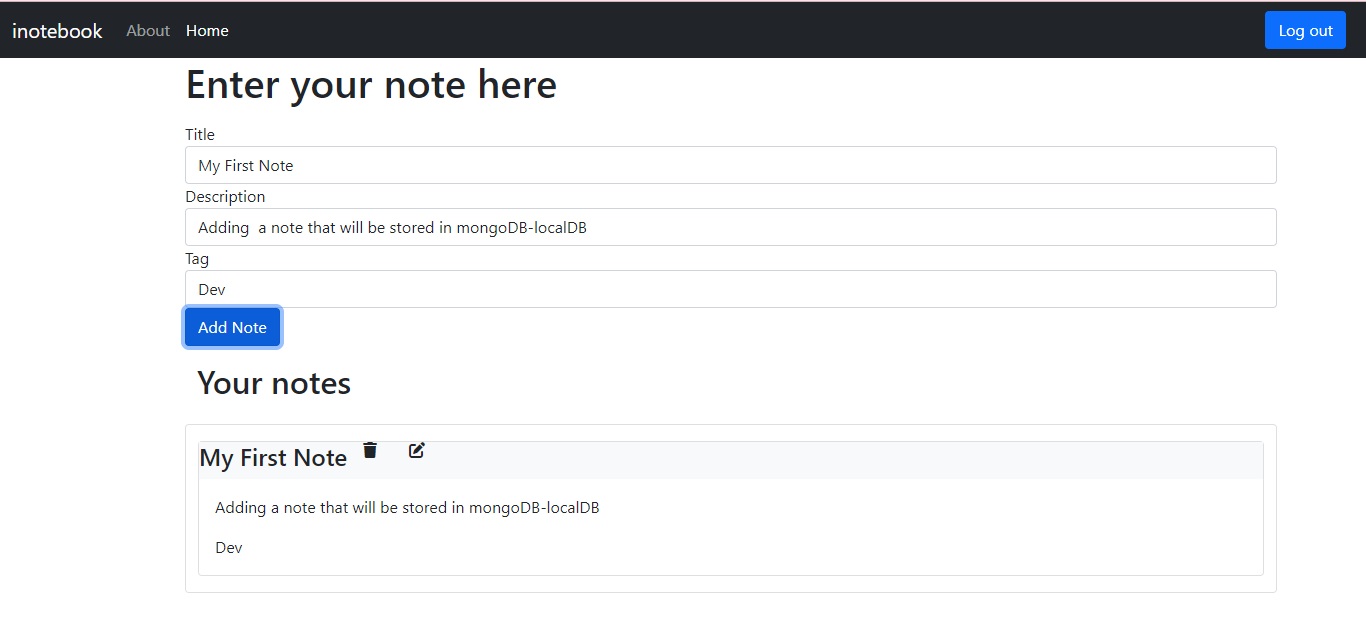 inotebook About Home Log out
Enter your note here
Title
My First Note
Description
Adding  a note that will be stored in mongoDB-localDB
Tag
Dev
Add Note
Your notes
My First Note
Adding a note that will be stored in mongoDB-localDB
Dev